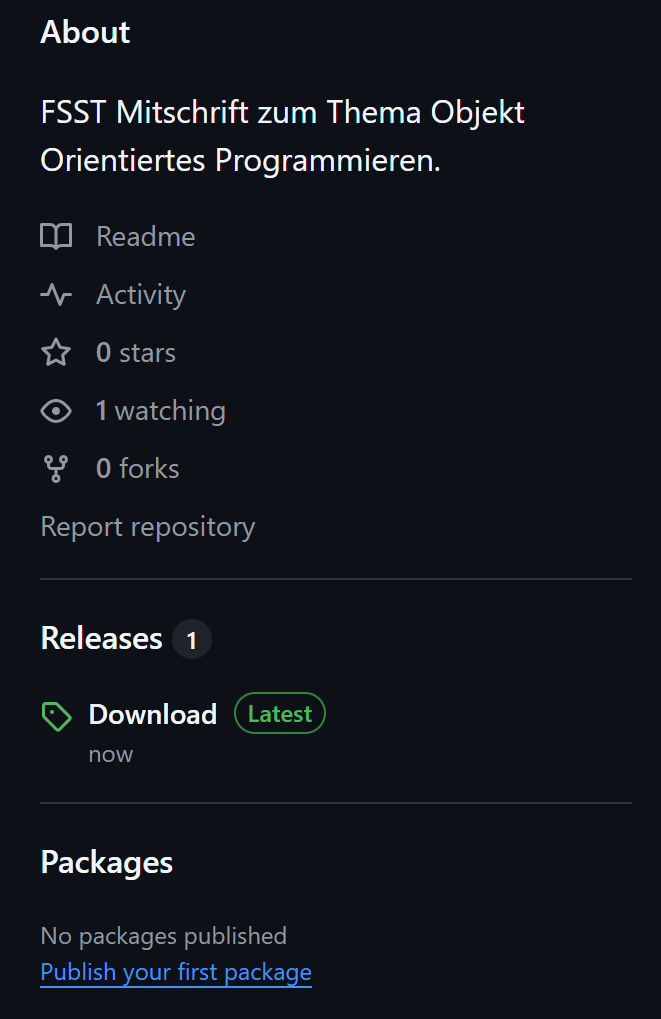 About
FSST Mitschrift zum Thema Objekt
Orientiertes Programmieren.
Readme
Activity
0 stars
1 watching
0 forks
Report repository
Releases 1
Download Latest
now
Packages
No packages published
Publish your first package